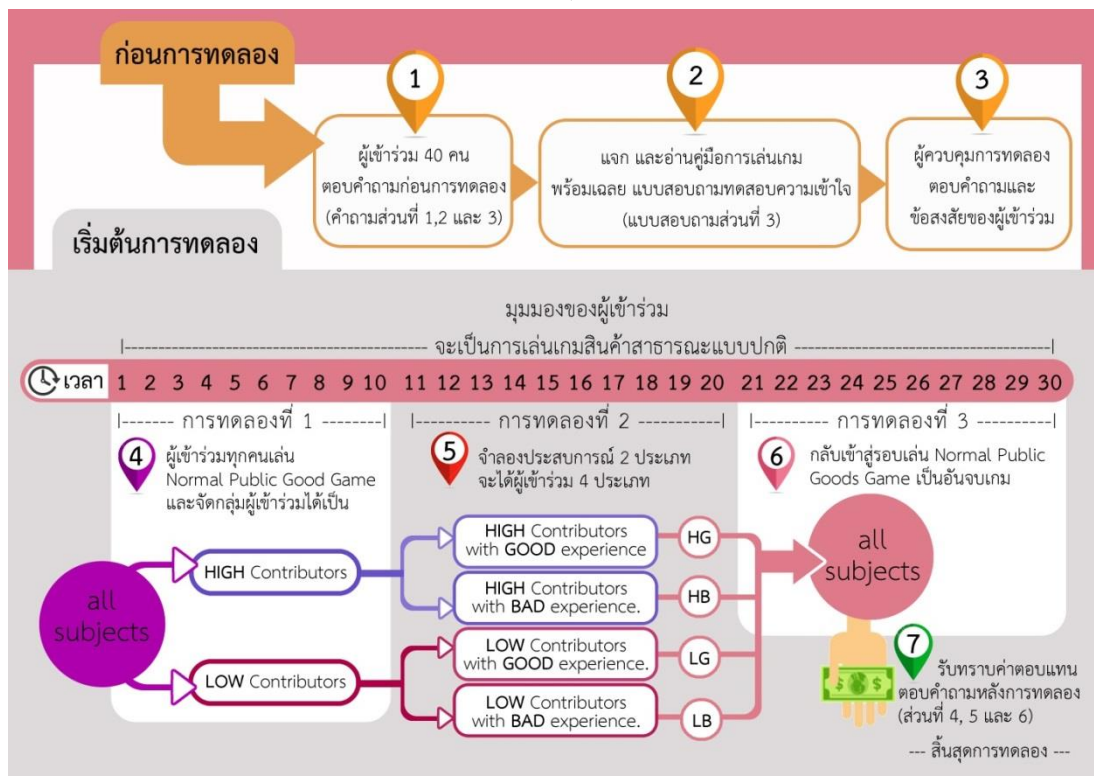 ก่อนการทดลอง
1
ผู้เข้าร่วม 40 คน
ตอบคำถามก่อนการทดลอง
(คำถามส่วนที่ 1,2 และ 3)
2
แจก และอ่านคู่มือการเล่นเกม
พร้อมเฉลย แบบสอบถามทดสอบความเข้าใจ
(แบบสอบถามส่วนที่ 3)
3
ผู้ควบคุมการทดลอง
ตอบคำถามและ
ข้อสงสัยของผู้เข้าร่วม
เริ่มต้นการทดลอง
มุมมองของผู้เข้าร่วม
|--- จะเป็นการเล่นเกมสินค้าสาธารณะแบบปกติ ---|
เวลา 1 2 3 4 5 6 7 8 9 10 11 12 13 14 15 16 17 18 19 20 21 22 23 24 25 26 27 28 29 30
|------- การทดลองที่ 1 --------|
4
ผู้เข้าร่วมทุกคนเล่น
Normal Public Good Game
และจัดกลุ่มผู้เข้าร่วมได้เป็น
all
subjects
HIGH Contributors
LOW Contributors
|-------- การทดลองที่ 2 --------|
5
จำลองประสบการณ์ 2 ประเภท
จะได้ผู้เข้าร่วม 4 ประเภท
HIGH Contributors
with GOOD experience
HG
HIGH Contributors
with BAD experience.
HB
LOW Contributors
with GOOD experience.
LG
LOW Contributors
with BAD experience.
LB
|-------- การทดลองที่ 3 --------|
6
กลับเข้าสู่รอบเล่น Normal Public
Goods Game เป็นอันจบเกม
all
subjects
7
รับทราบค่าตอบแทน
ตอบคำถามหลังการทดลอง
(ส่วนที่ 4, 5 และ 6)
--- สิ้นสุดการทดลอง ---